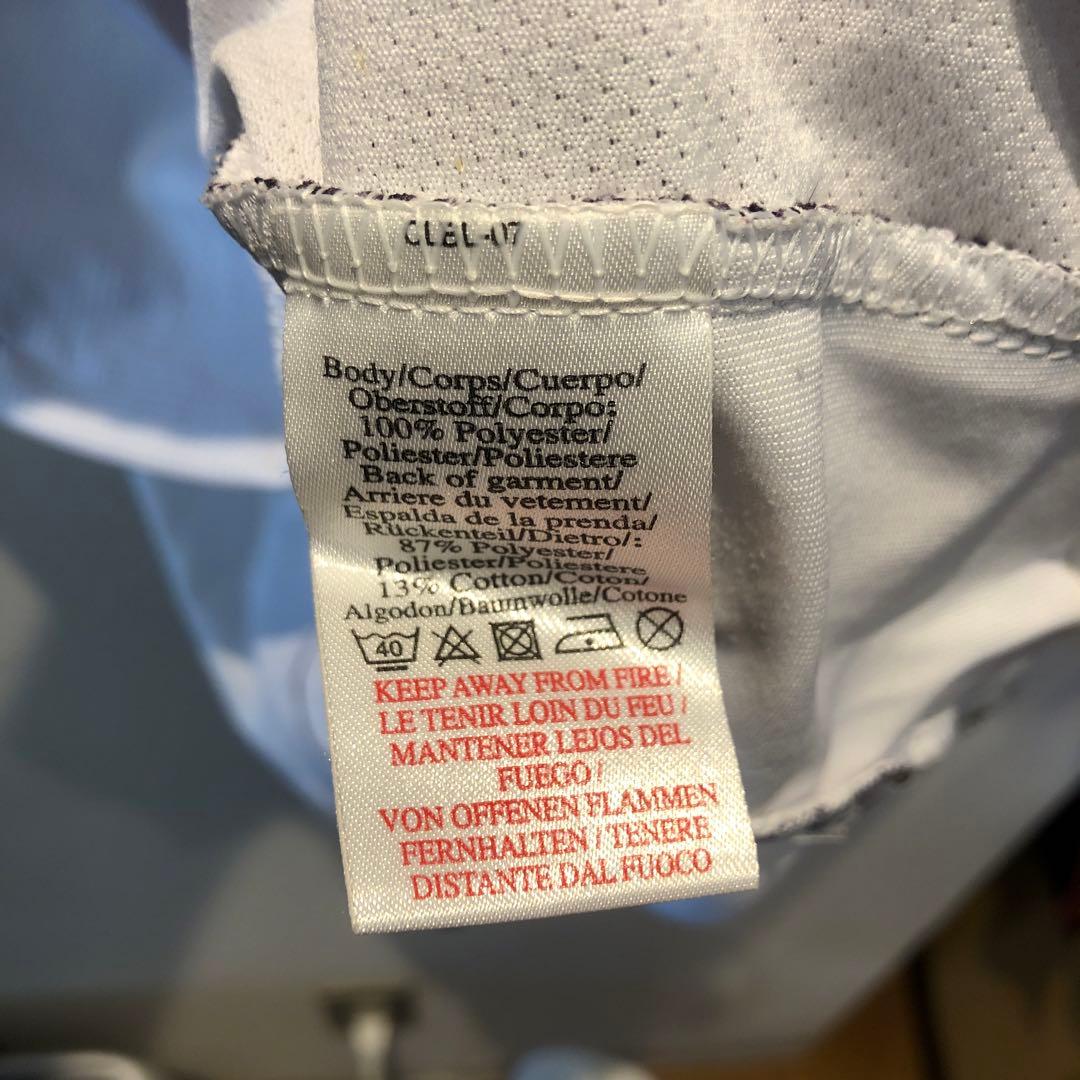 Body/Corps/Cuerpo/
Oberstoff/Corpo:
100% Polyester/
Poliester/Poliestere
Back of garment/
Arriere du vetement/
Espalda de la prenda/
Rückenteil/Dietro/:
87% Polyester/
Poliester/Poliestere
13% Cotton/Coton/
Algodon/Baumwolle/Cotone
40
KEEP AWAY FROM FIRE /
LE TENIR LOIN DU FEU /
MANTENER LEJOS DEL
FUEGO /
VON OFFENEN FLAMMEN
FERNHALTEN / TENERE
DISTANTE DAL FUOCO